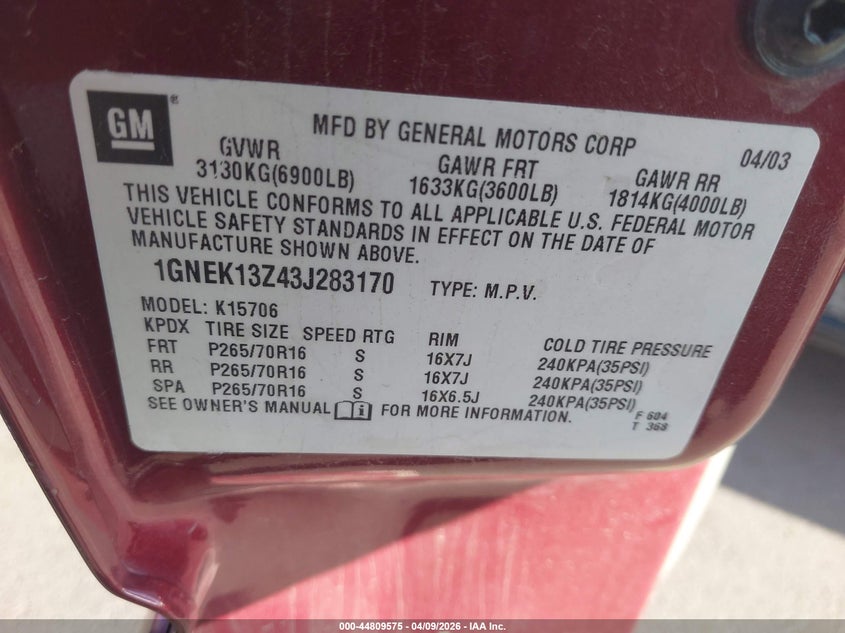 GM®
MFD BY GENERAL MOTORS CORP 04/03
GVWR GAWR FRT GAWR RR
3130KG(6900LB) 1633KG(3600LB) 1814KG(4000LB)
THIS VEHICLE CONFORMS TO ALL APPLICABLE U.S. FEDERAL MOTOR
VEHICLE SAFETY STANDARDS IN EFFECT ON THE DATE OF
MANUFACTURE SHOWN ABOVE.
1GNEK13Z43J283170 TYPE: M.P.V.
MODEL: K15706
KPDX TIRE SIZE SPEED RTG RIM COLD TIRE PRESSURE
FRT P265/70R16 S 16X7J 240KPA(35PSI)
RR P265/70R16 S 16X7J 240KPA(35PSI)
SPA P265/70R16 S 16X6.5J 240KPA(35PSI)
SEE OWNER'S MANUAL FOR MORE INFORMATION.
F 684
T 368
000-44809575 - 04/09/2026 - IAA Inc.